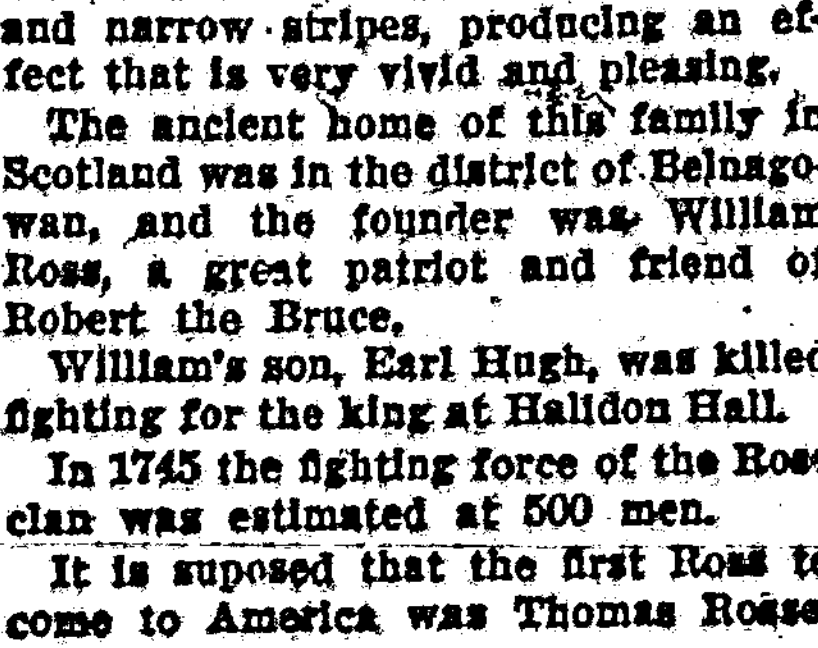 and narrow stripes, producing an ef-
fect that is very vivid and pleasing.
The ancient home of this family in
Scotland was in the district of Belnago-
wan, and the founder was William
Ross, a great patriot and friend of
Robert the Bruce.
William's son, Earl Hugh, was killed
fighting for the king at Halidon Hall.
In 1745 the fighting force of the Ross
clan was estimated at 500 men.
It is suposed that the first Ross to
come to America was Thomas Rosse